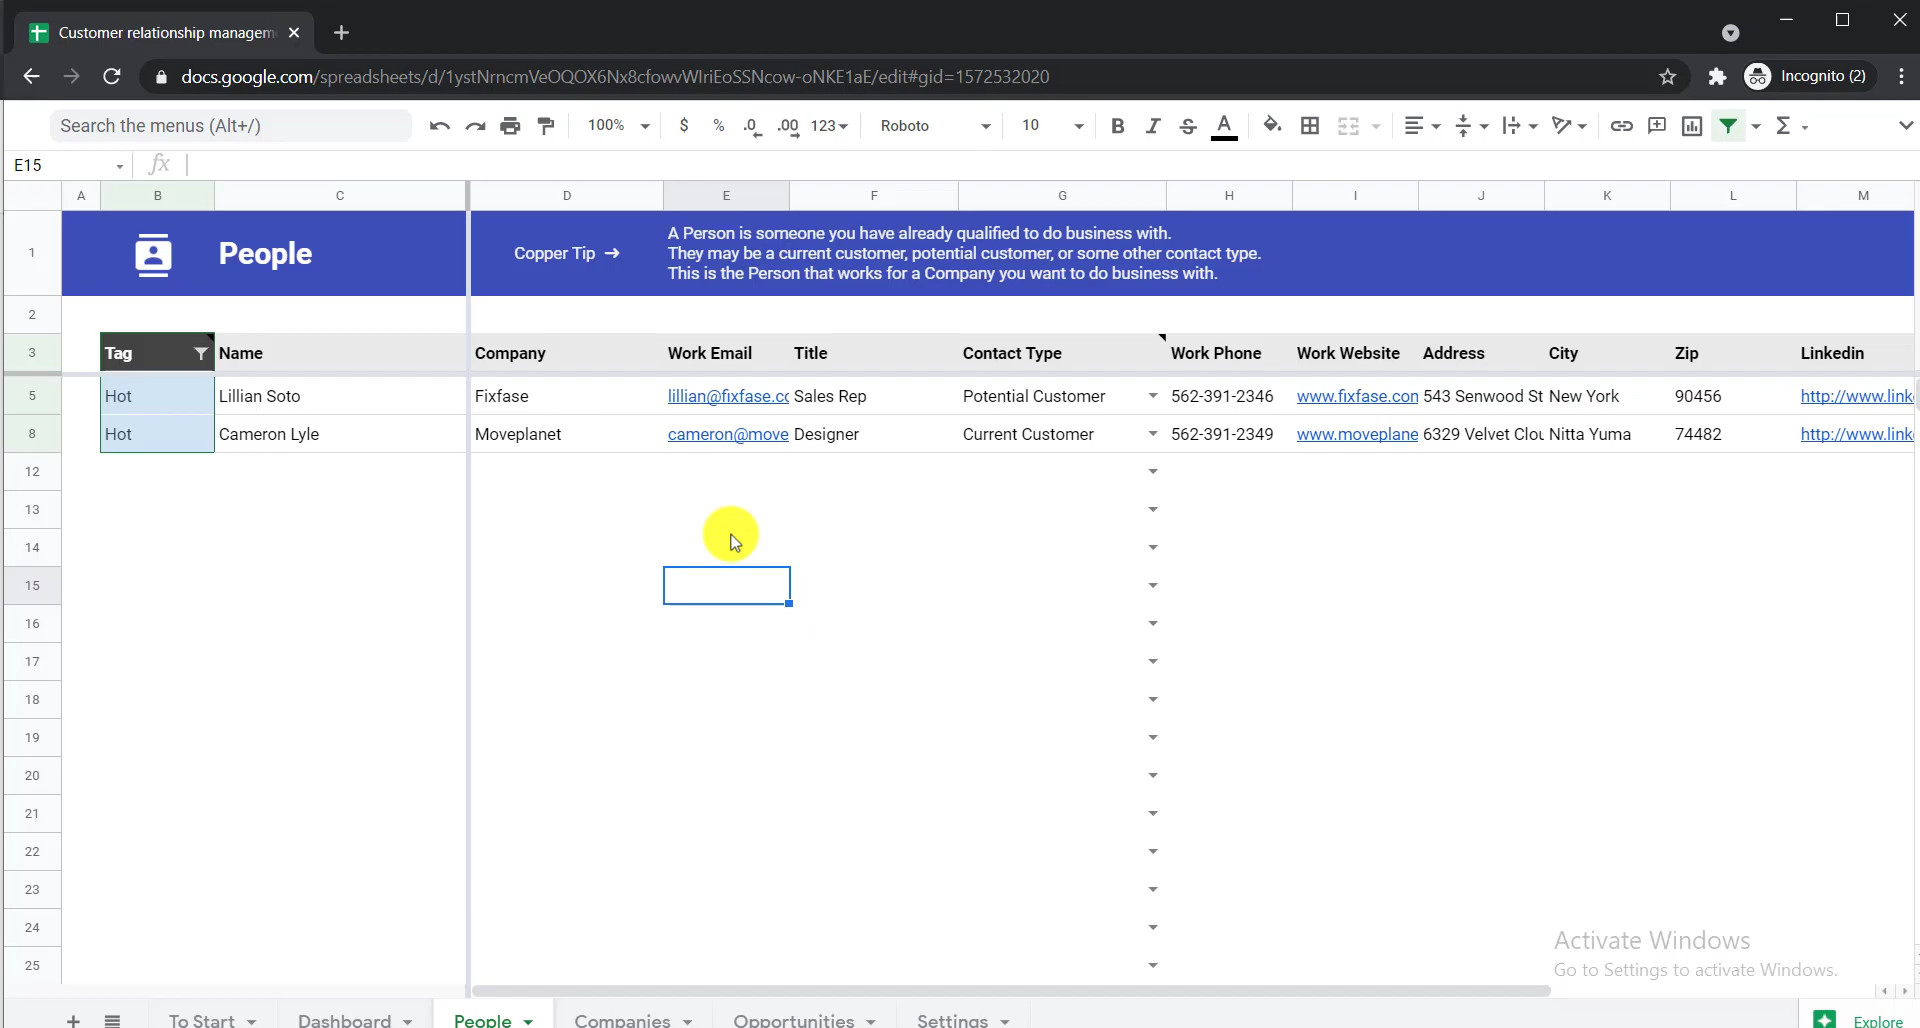 Customer relationship managem
docs.google.com/spreadsheets/d/1ystNrncmVeOQOX6Nx8cfowvWIriEoSSNcow-oNKE1aE/edit#gid=1572532020
Incognito (2)
Search the menus (Alt+/)
100%
$ % .0 .00 123
Roboto
10
B I S A
E15
fx
A B C D E F G H I J K L M
1
People
Copper Tip →
A Person is someone you have already qualified to do business with.
They may be a current customer, potential customer, or some other contact type.
This is the Person that works for a Company you want to do business with.
2
3 Tag Name Company Work Email Title Contact Type Work Phone Work Website Address City Zip Linkedin
5 Hot Lillian Soto Fixfase lillian@fixfase.cc Sales Rep Potential Customer 562-391-2346 www.fixfase.con 543 Senwood St New York 90456 http://www.link
8 Hot Cameron Lyle Moveplanet cameron@move Designer Current Customer 562-391-2349 www.moveplane 6329 Velvet Clou Nitta Yuma 74482 http://www.link
12
13
14
15
16
17
18
19
20
21
22
23
24
25
Activate Windows
Go to Settings to activate Windows.
To Start Dashboard People Companies Opportunities Settings Explore